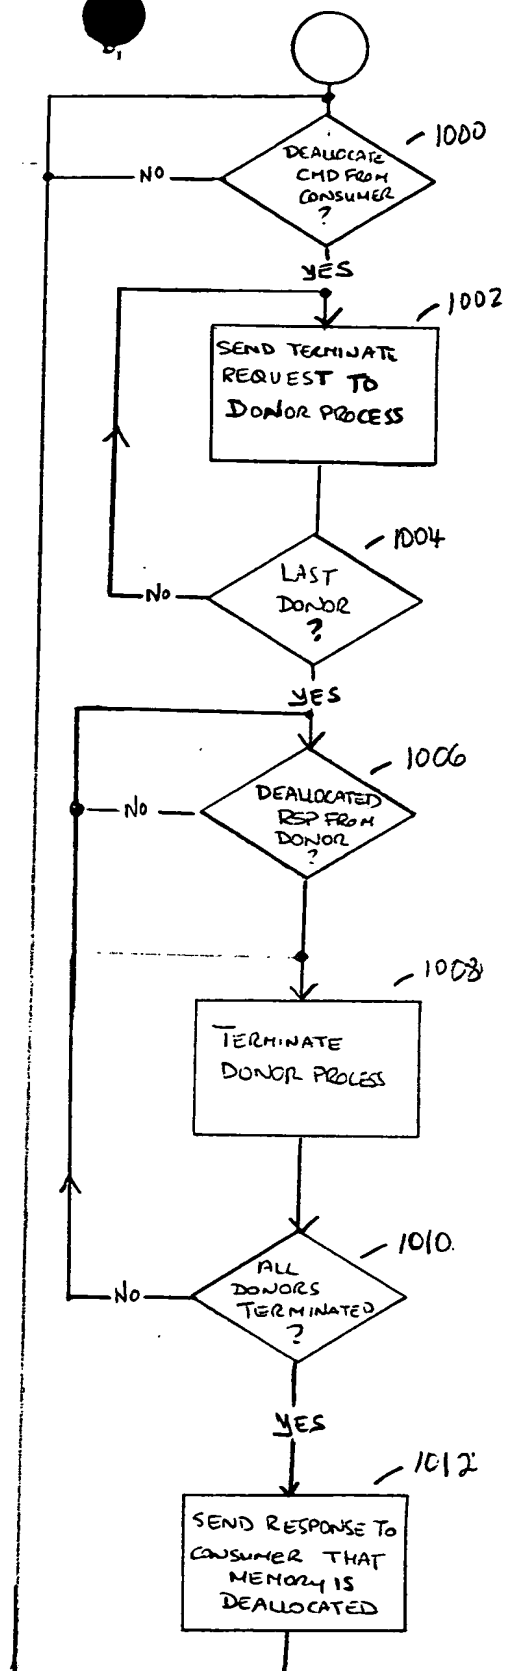 1000
DEALLOCATE
CMD FROM
CONSUMER
?
NO
YES
1002
SEND TERMINATE
REQUEST TO
DONOR PROCESS
1004
LAST
DONOR
?
NO
YES
1006
DEALLOCATED
RSP FROM
DONOR
?
NO
1008
TERMINATE
DONOR PROCESS
1010
ALL
DONORS
TERMINATED
?
NO
YES
1012
SEND RESPONSE TO
CONSUMER THAT
MEMORY IS
DEALLOCATED